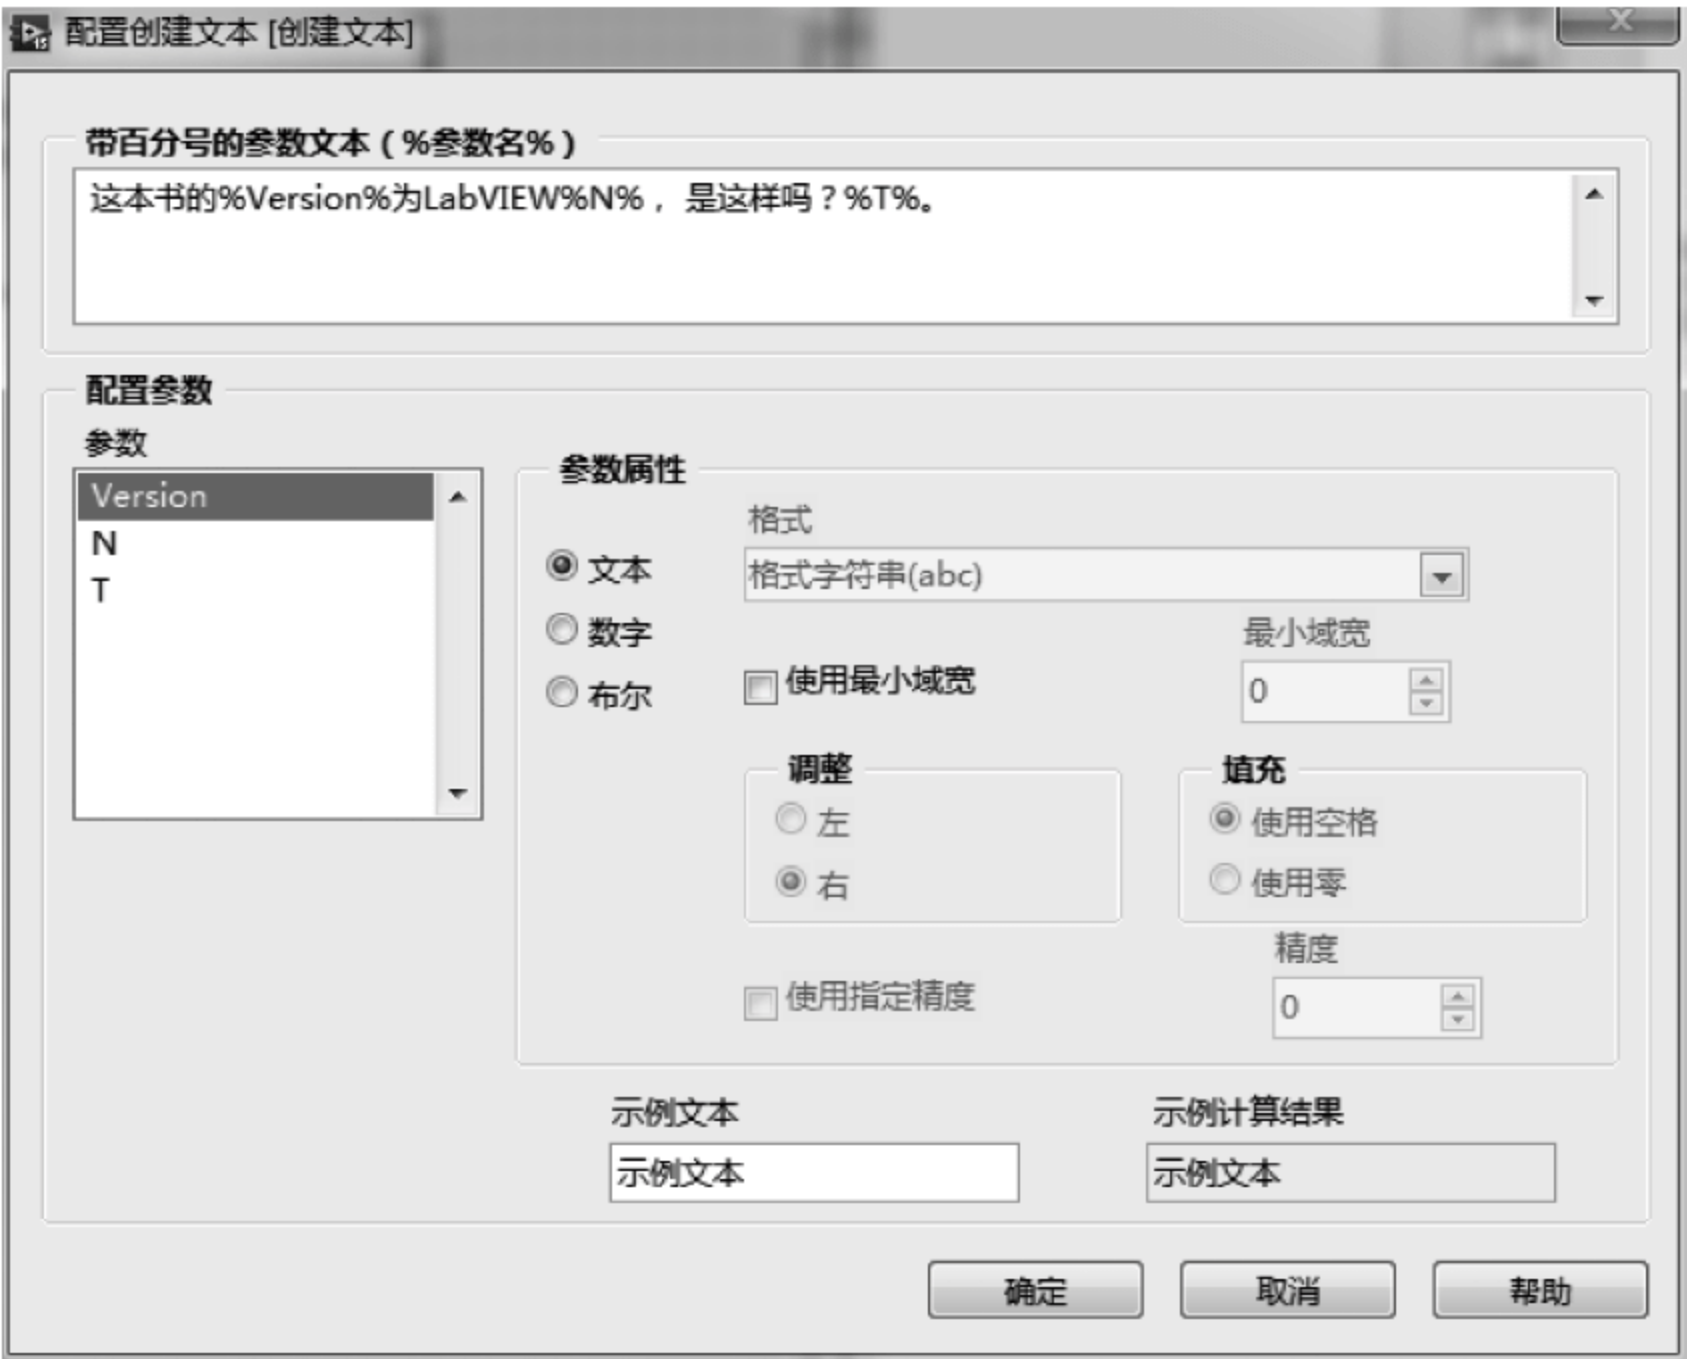 配置创建文本 [创建文本]
带百分号的参数文本 ( %参数名% )
这本书的%Version%为LabVIEW%N%， 是这样吗？%T%。
配置参数
参数
Version
N
T
参数属性
文本
数字
布尔
格式
格式字符串(abc)
使用最小域宽
最小域宽
0
调整
左
右
填充
使用空格
使用零
使用指定精度
精度
0
示例文本
示例文本
示例计算结果
示例文本
确定
取消
帮助